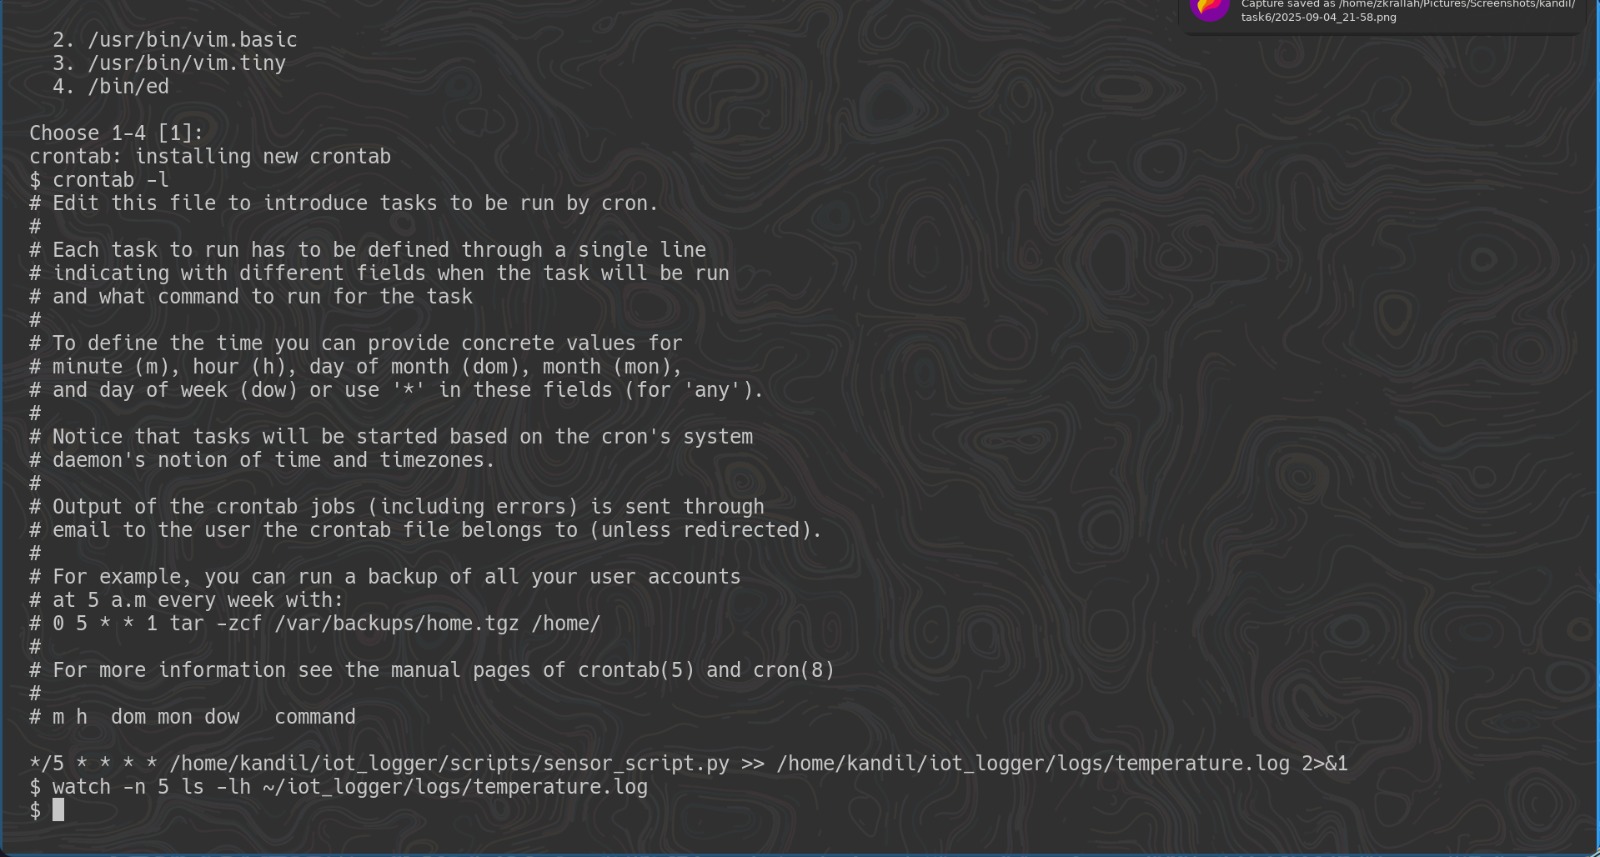 Capture saved as /home/zkrallah/Pictures/Screenshots/kandil/
task6/2025-09-04_21-58.png
  2. /usr/bin/vim.basic
  3. /usr/bin/vim.tiny
  4. /bin/ed
Choose 1-4 [1]:
crontab: installing new crontab
$ crontab -l
# Edit this file to introduce tasks to be run by cron.
#
# Each task to run has to be defined through a single line
# indicating with different fields when the task will be run
# and what command to run for the task
#
# To define the time you can provide concrete values for
# minute (m), hour (h), day of month (dom), month (mon),
# and day of week (dow) or use '*' in these fields (for 'any').
#
# Notice that tasks will be started based on the cron's system
# daemon's notion of time and timezones.
#
# Output of the crontab jobs (including errors) is sent through
# email to the user the crontab file belongs to (unless redirected).
#
# For example, you can run a backup of all your user accounts
# at 5 a.m every week with:
# 0 5 * * 1 tar -zcf /var/backups/home.tgz /home/
#
# For more information see the manual pages of crontab(5) and cron(8)
#
# m h  dom mon dow   command
*/5 * * * * /home/kandil/iot_logger/scripts/sensor_script.py >> /home/kandil/iot_logger/logs/temperature.log 2>&1
$ watch -n 5 ls -lh ~/iot_logger/logs/temperature.log
$